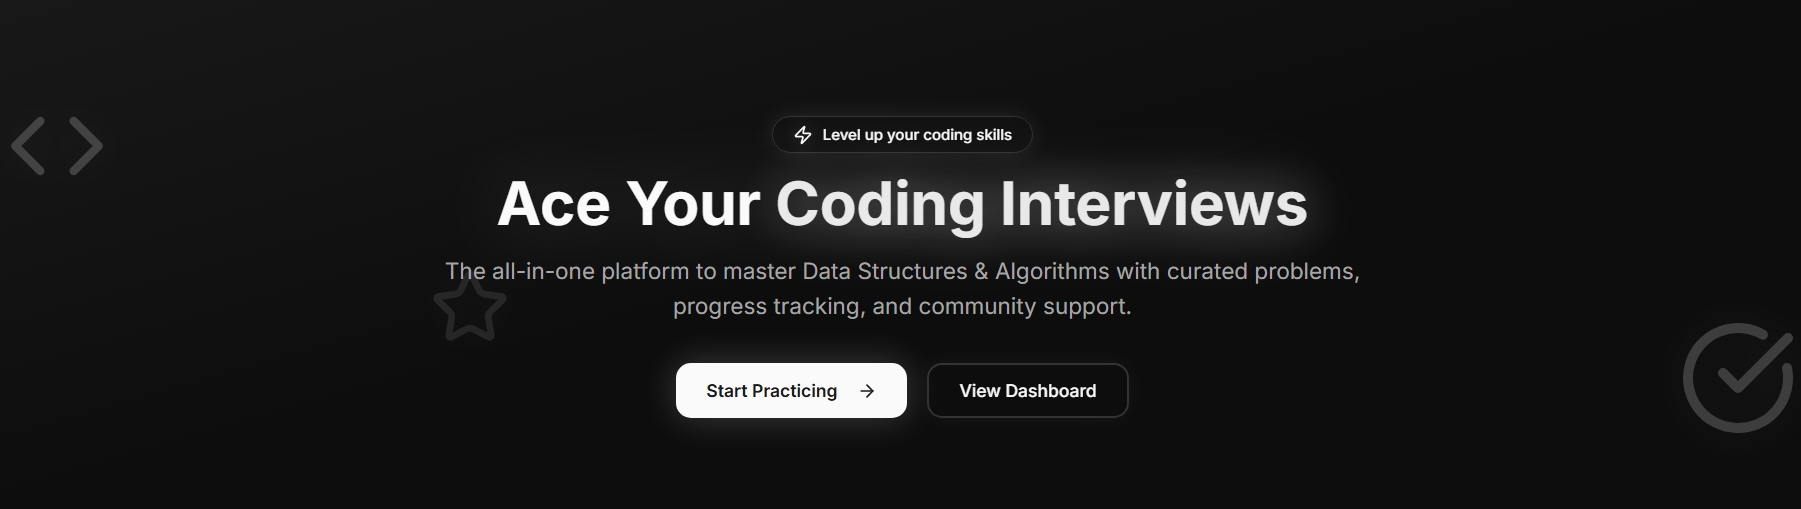 Level up your coding skills
Ace Your Coding Interviews
The all-in-one platform to master Data Structures & Algorithms with curated problems,
progress tracking, and community support.
Start Practicing →
View Dashboard